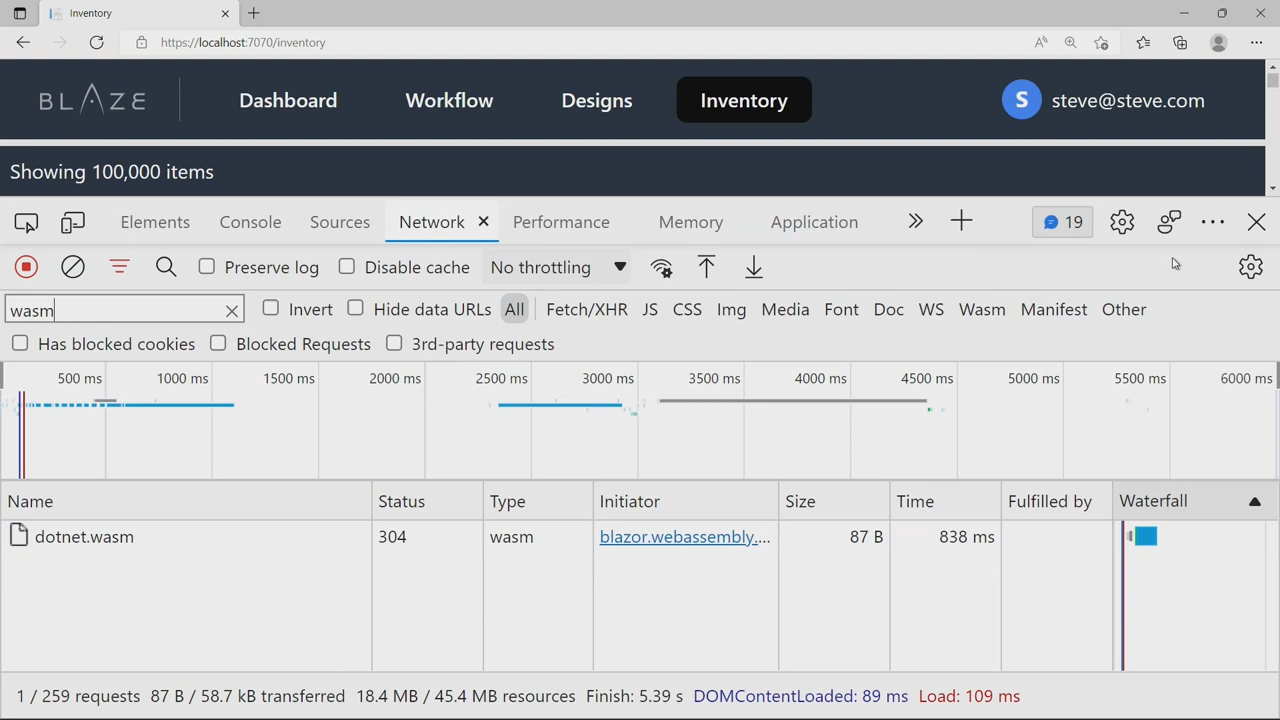 Inventory
https://localhost:7070/inventory
BLAZE Dashboard Workflow Designs Inventory S steve@steve.com
Showing 100,000 items
Elements Console Sources Network Performance Memory Application 19
Preserve log Disable cache No throttling
wasm Invert Hide data URLs All Fetch/XHR JS CSS Img Media Font Doc WS Wasm Manifest Other
Has blocked cookies Blocked Requests 3rd-party requests
500 ms 1000 ms 1500 ms 2000 ms 2500 ms 3000 ms 3500 ms 4000 ms 4500 ms 5000 ms 5500 ms 6000 ms
Name Status Type Initiator Size Time Fulfilled by Waterfall
dotnet.wasm 304 wasm blazor.webassembly.... 87 B 838 ms
1 / 259 requests 87 B / 58.7 kB transferred 18.4 MB / 45.4 MB resources Finish: 5.39 s DOMContentLoaded: 89 ms Load: 109 ms